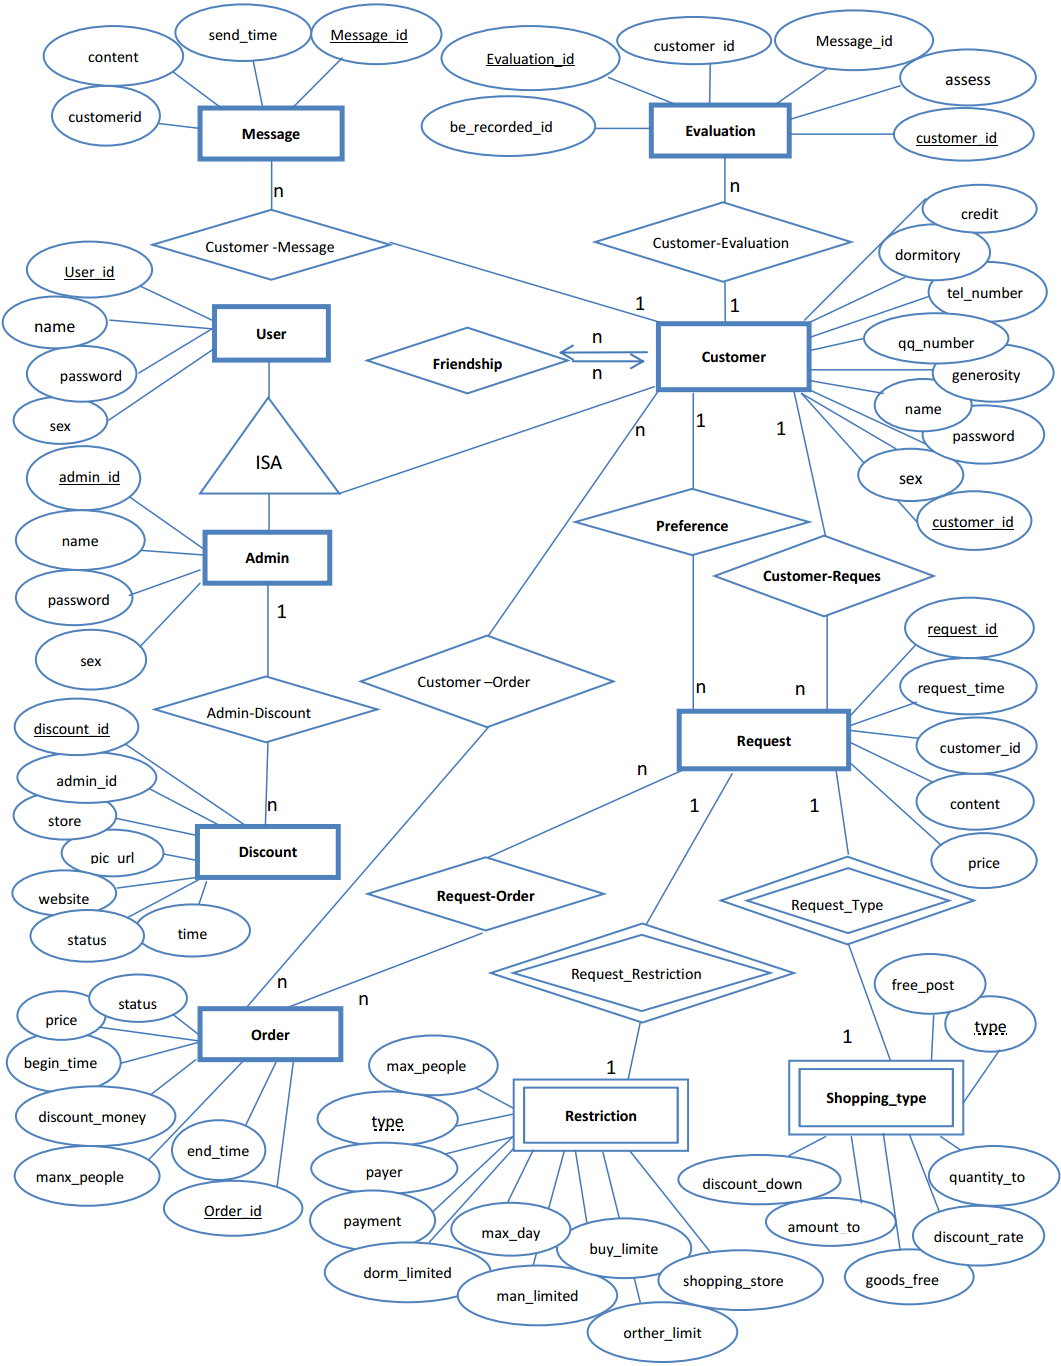 send_time
Message_id
content
customerid
Message
n
Customer -Message
Evaluation_id
customer_id
Message_id
assess
be_recorded_id
customer_id
Evaluation
n
Customer-Evaluation
1
1
credit
dormitory
tel_number
qq_number
generosity
name
password
sex
customer_id
Customer
User_id
name
password
sex
User
Friendship
n
n
ISA
n
1
1
Preference
Customer-Reques
n
n
admin_id
name
password
sex
Admin
1
Admin-Discount
n
Customer –Order
request_id
request_time
customer_id
content
price
Request
n
1
1
discount_id
admin_id
store
pic_url
website
status
time
Discount
Request-Order
Request_Restriction
Request_Type
n
n
1
1
status
price
begin_time
discount_money
manx_people
end_time
Order_id
Order
max_people
type
payer
payment
dorm_limited
max_day
man_limited
buy_limite
orther_limit
shopping_store
Restriction
free_post
type
Shopping_type
discount_down
amount_to
goods_free
discount_rate
quantity_to